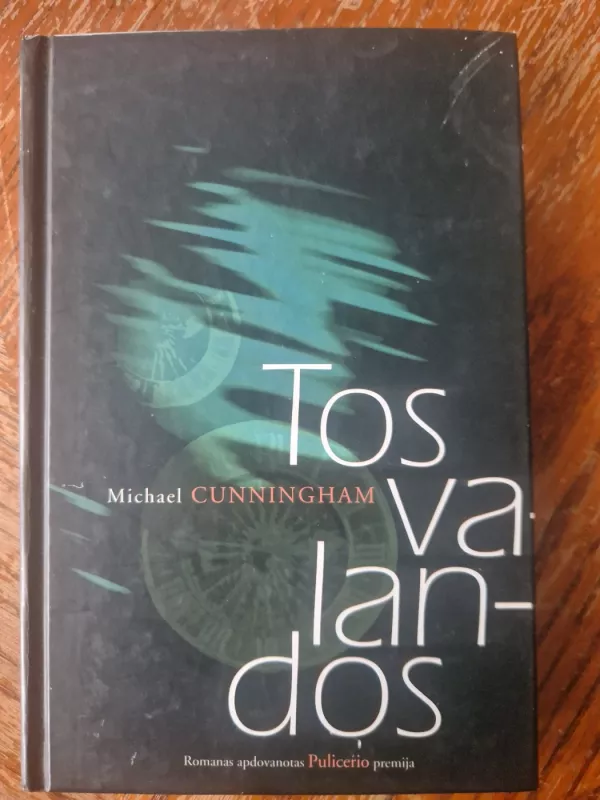 Tos
Michael CUNNINGHAM
va-
lan-
dos
Romanas apdovanotas Pulicerio premija